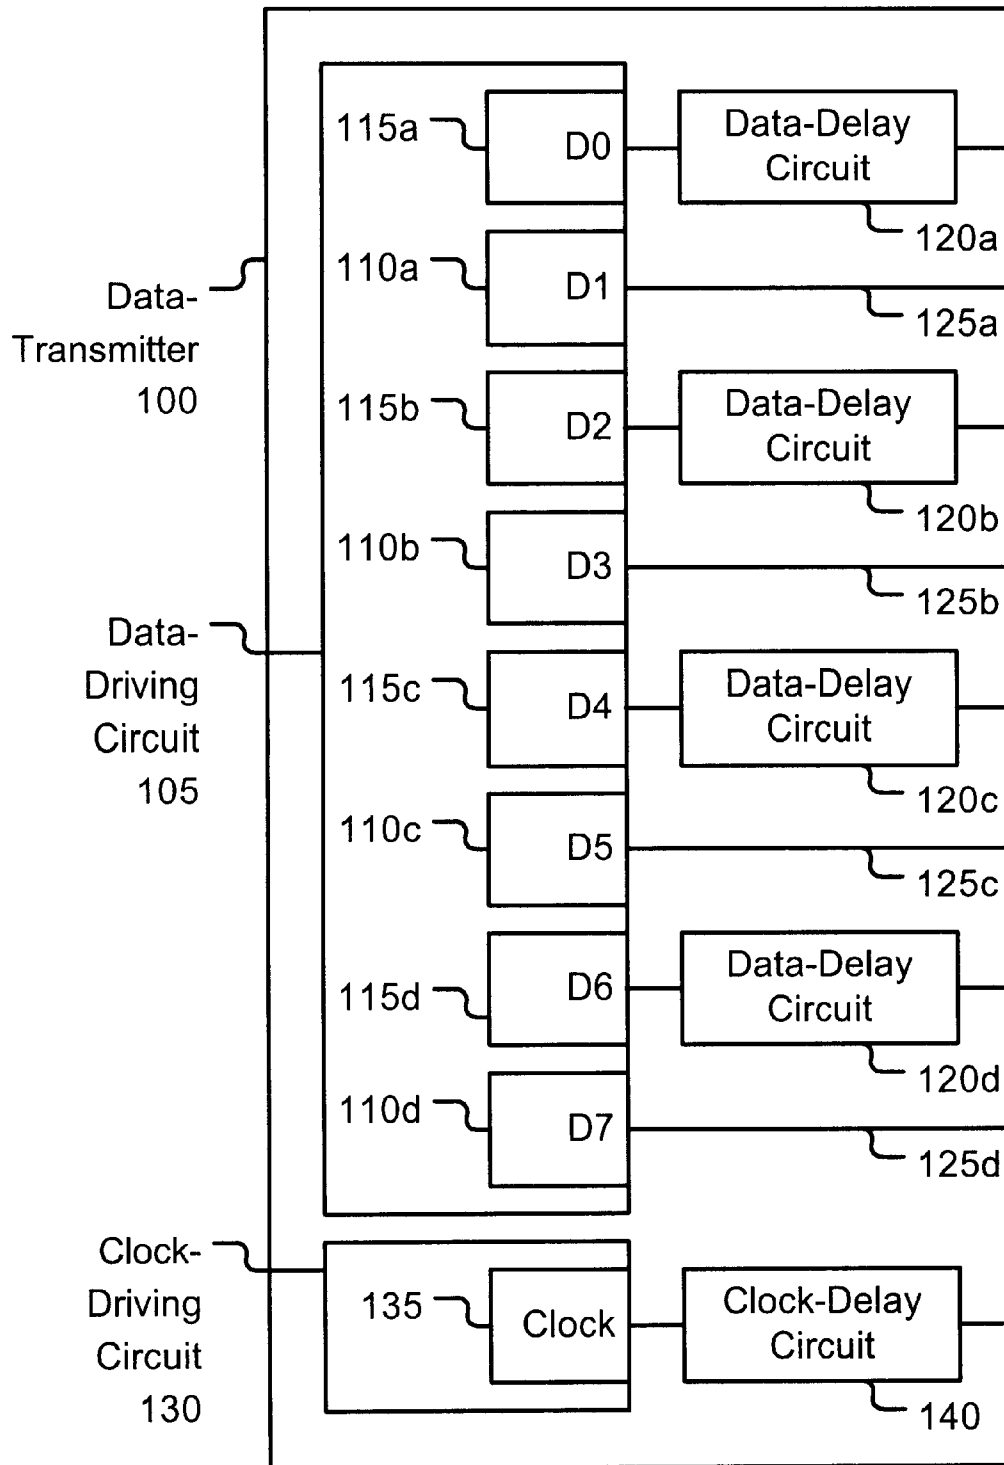 115a
D0
Data-Delay
Circuit
120a
110a
D1
125a
Data-
Transmitter
100
115b
D2
Data-Delay
Circuit
120b
110b
D3
125b
Data-
Driving
Circuit
105
115c
D4
Data-Delay
Circuit
120c
110c
D5
125c
115d
D6
Data-Delay
Circuit
120d
110d
D7
125d
Clock-
Driving
Circuit
130
135
Clock
Clock-Delay
Circuit
140